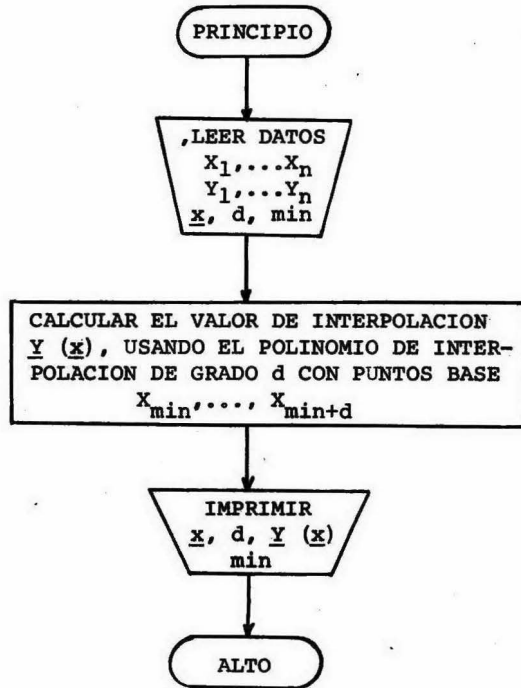 PRINCIPIO
,LEER DATOS
X1,...Xn
Y1,...Yn
x, d, min
CALCULAR EL VALOR DE INTERPOLACION
Y (x), USANDO EL POLINOMIO DE INTER-
POLACION DE GRADO d CON PUNTOS BASE
Xmin,..., Xmin+d
IMPRIMIR
x, d, Y (x)
min
ALTO